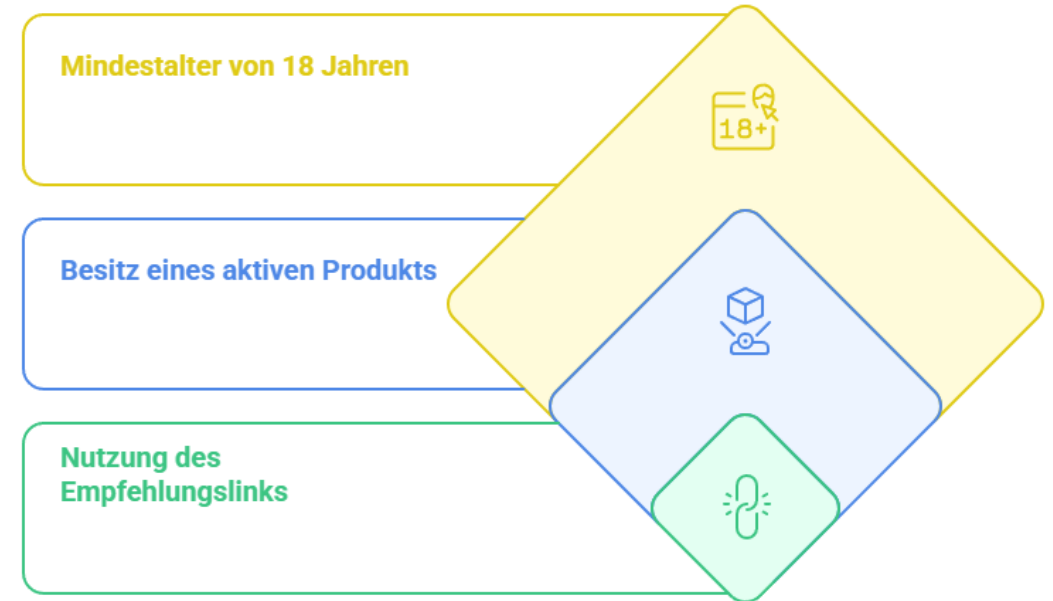 Mindestalter von 18 Jahren
18+
Besitz eines aktiven Produkts
Nutzung des
Empfehlungslinks